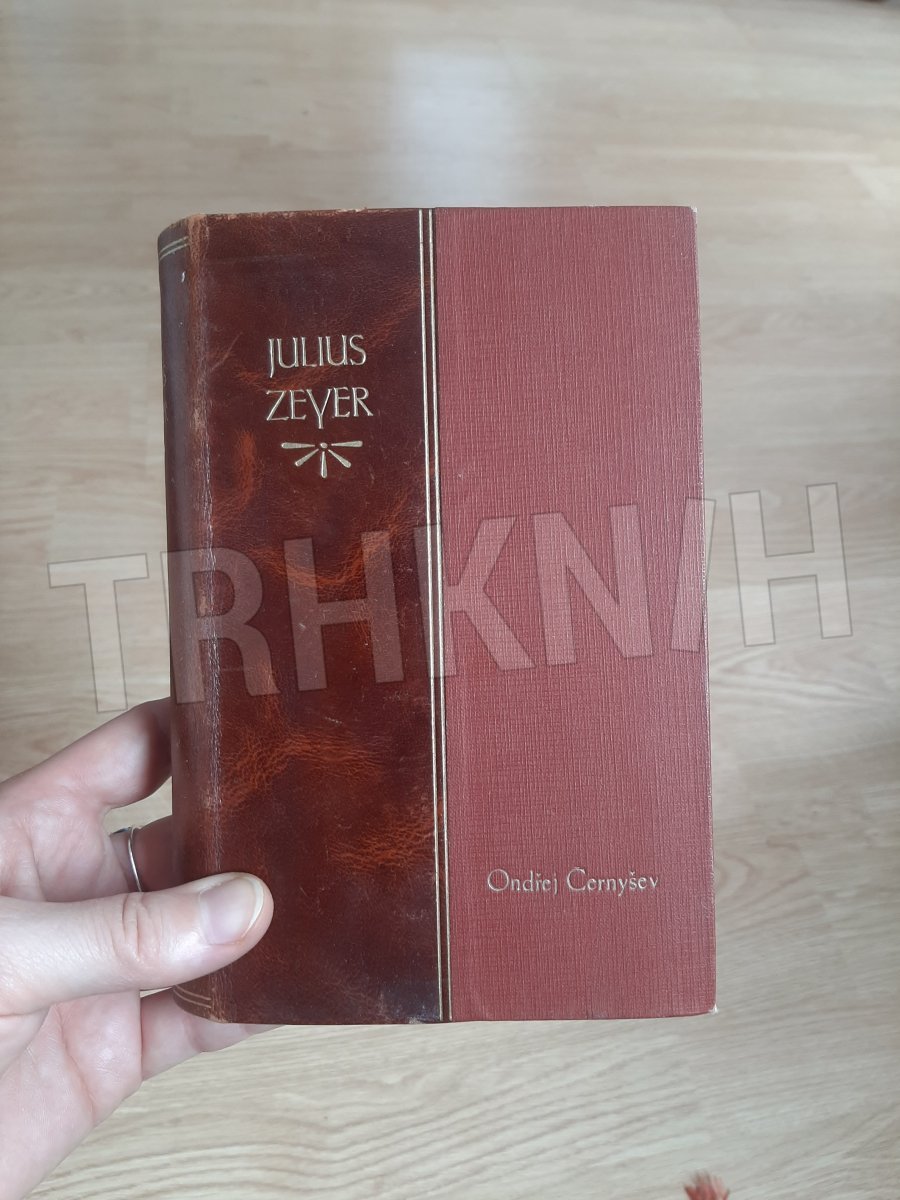 JULIUS
ZEYER
TRHKNIH
Ondřej Černyšev